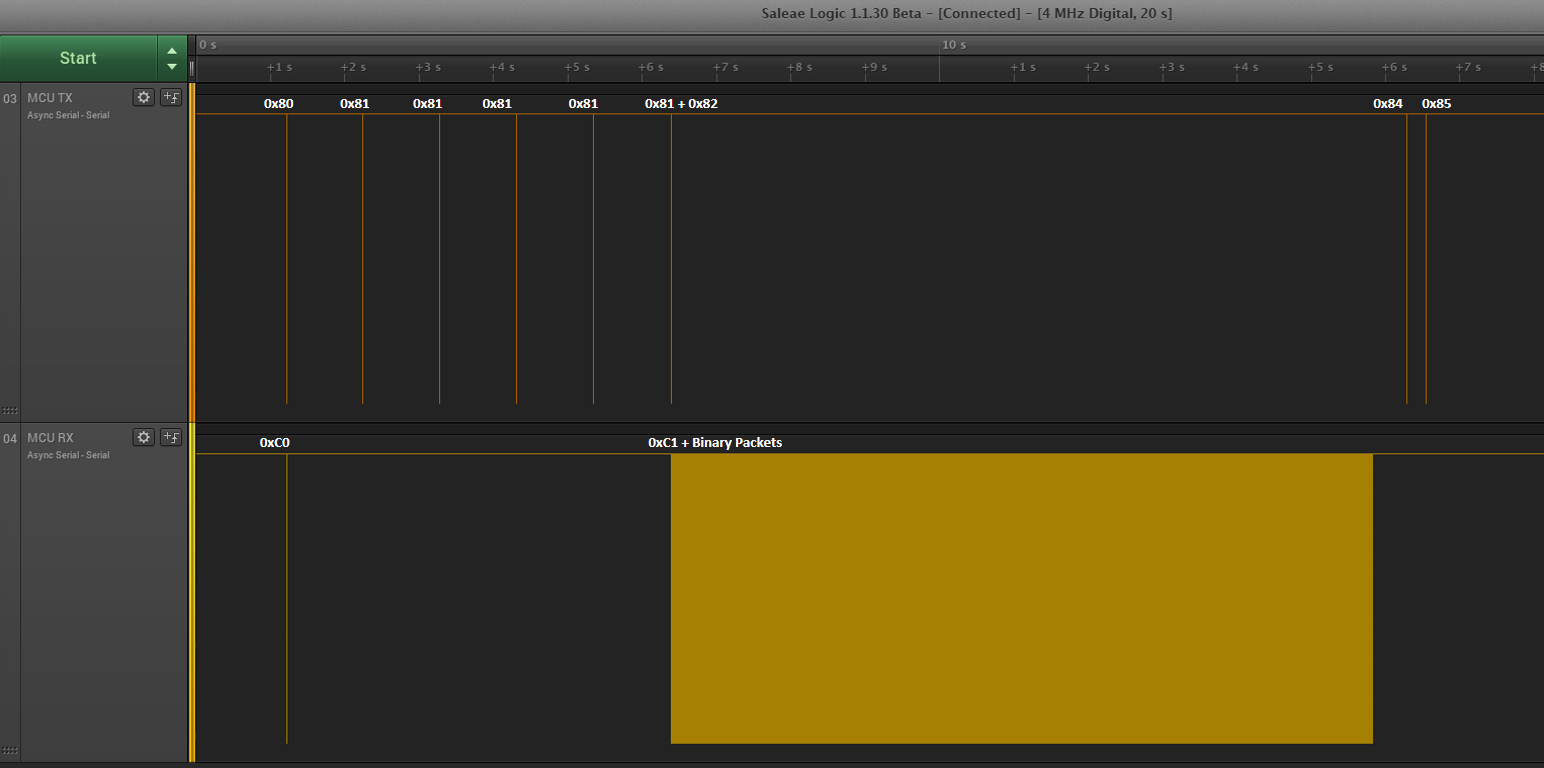 Saleae Logic 1.1.30 Beta - [Connected] - [4 MHz Digital, 20 s]
Start
0 s 10 s
+1 s +2 s +3 s +4 s +5 s +6 s +7 s +8 s +9 s +1 s +2 s +3 s +4 s +5 s +6 s +7 s +8
03 MCU TX
Async Serial - Serial
0x80 0x81 0x81 0x81 0x81 0x81 + 0x82 0x84 0x85
04 MCU RX
Async Serial - Serial
0xC0 0xC1 + Binary Packets